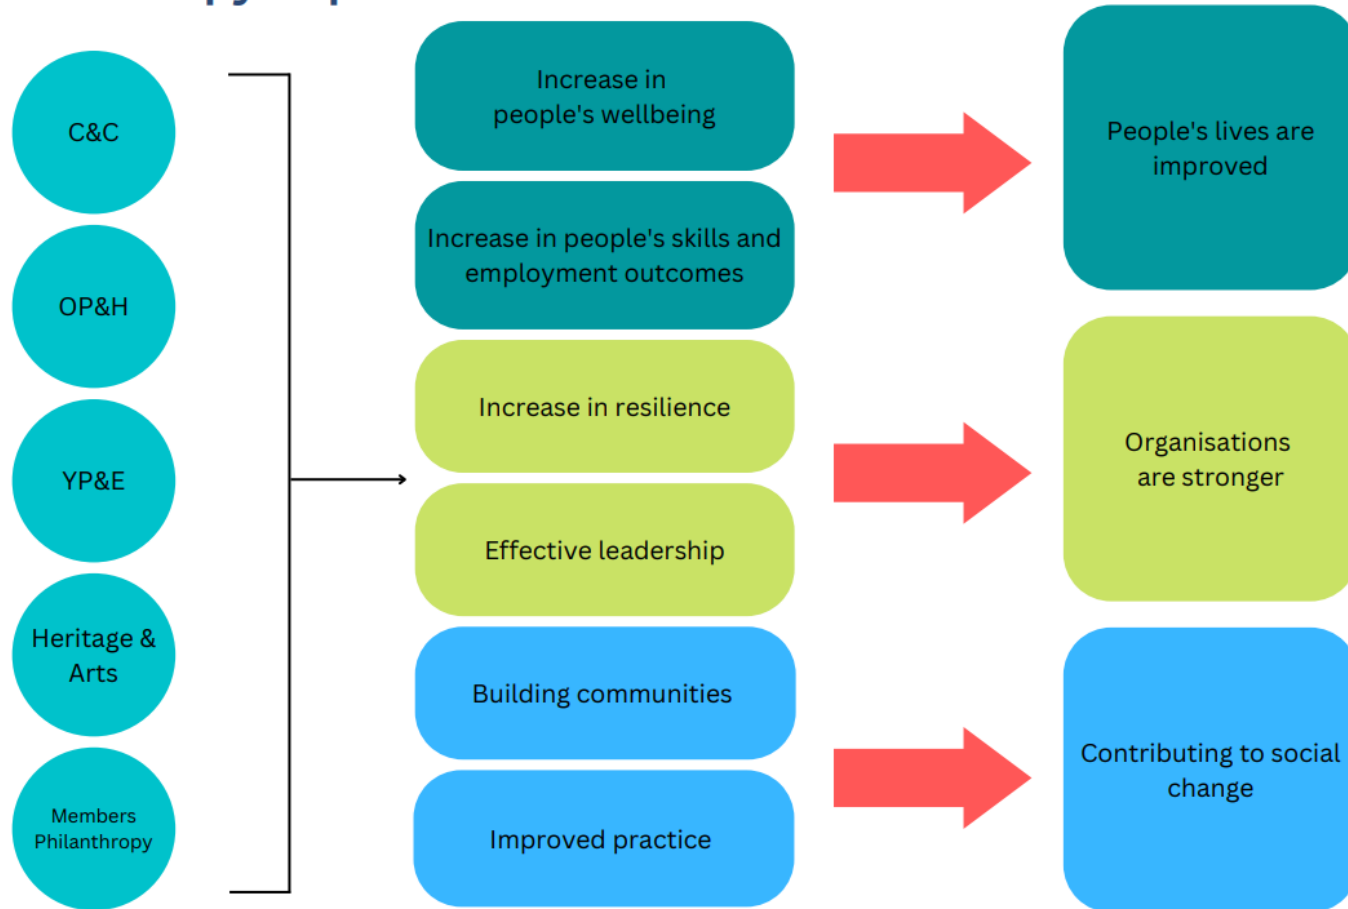 C&C
OP&H
YP&E
Heritage &
Arts
Members
Philanthropy
Increase in
people's wellbeing
Increase in people's skills and
employment outcomes
Increase in resilience
Effective leadership
Building communities
Improved practice
People's lives are
improved
Organisations
are stronger
Contributing to social
change